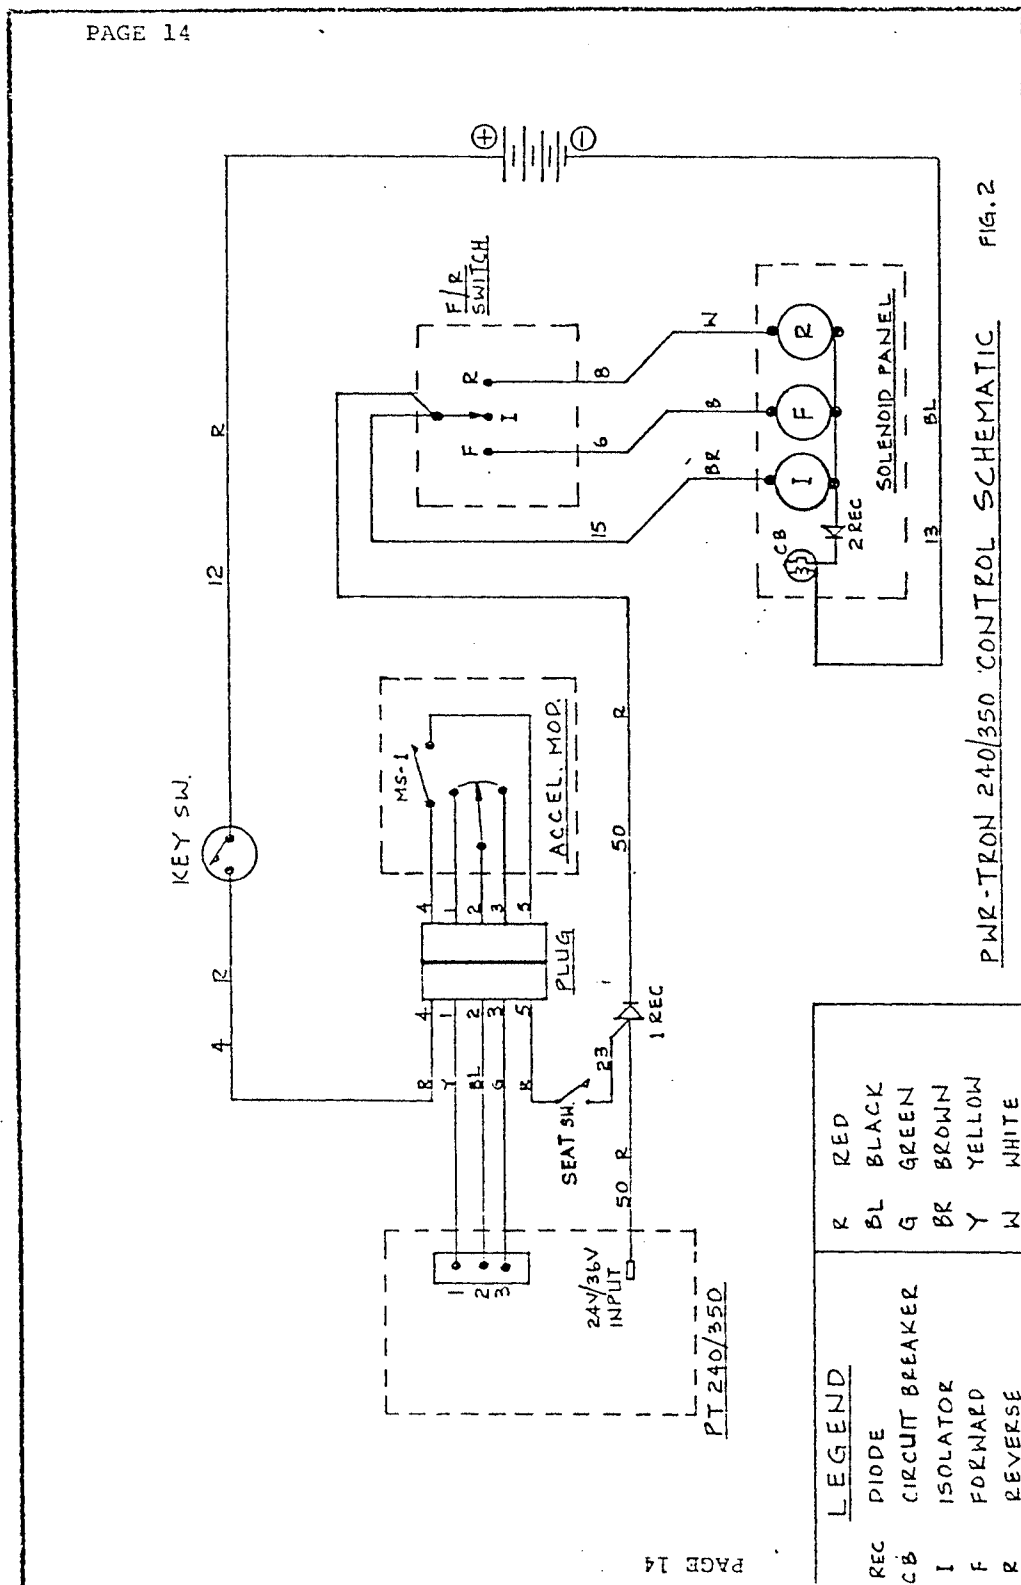 PAGE 14
KEY SW.
4
R
12
R
+
-
R
Y
BL
G
R
4
1
2
3
5
PLUG
4
1
2
3
5
MS-1
ACCEL. MOD.
F/R
SWITCH
R
I
F
15
BR
6
B
8
W
I
F
R
CB
2 REC
SOLENOID PANEL
13
BL
SEAT SW.
23
1 REC
50
R
50
R
1
2
3
24V/36V
INPUT
PT 240/350
PWR-TRON 240/350 CONTROL SCHEMATIC FIG.2
LEGEND
REC DIODE
CB CIRCUIT BREAKER
I ISOLATOR
F FORWARD
R REVERSE
R RED
BL BLACK
G GREEN
BR BROWN
Y YELLOW
W WHITE
PAGE 14